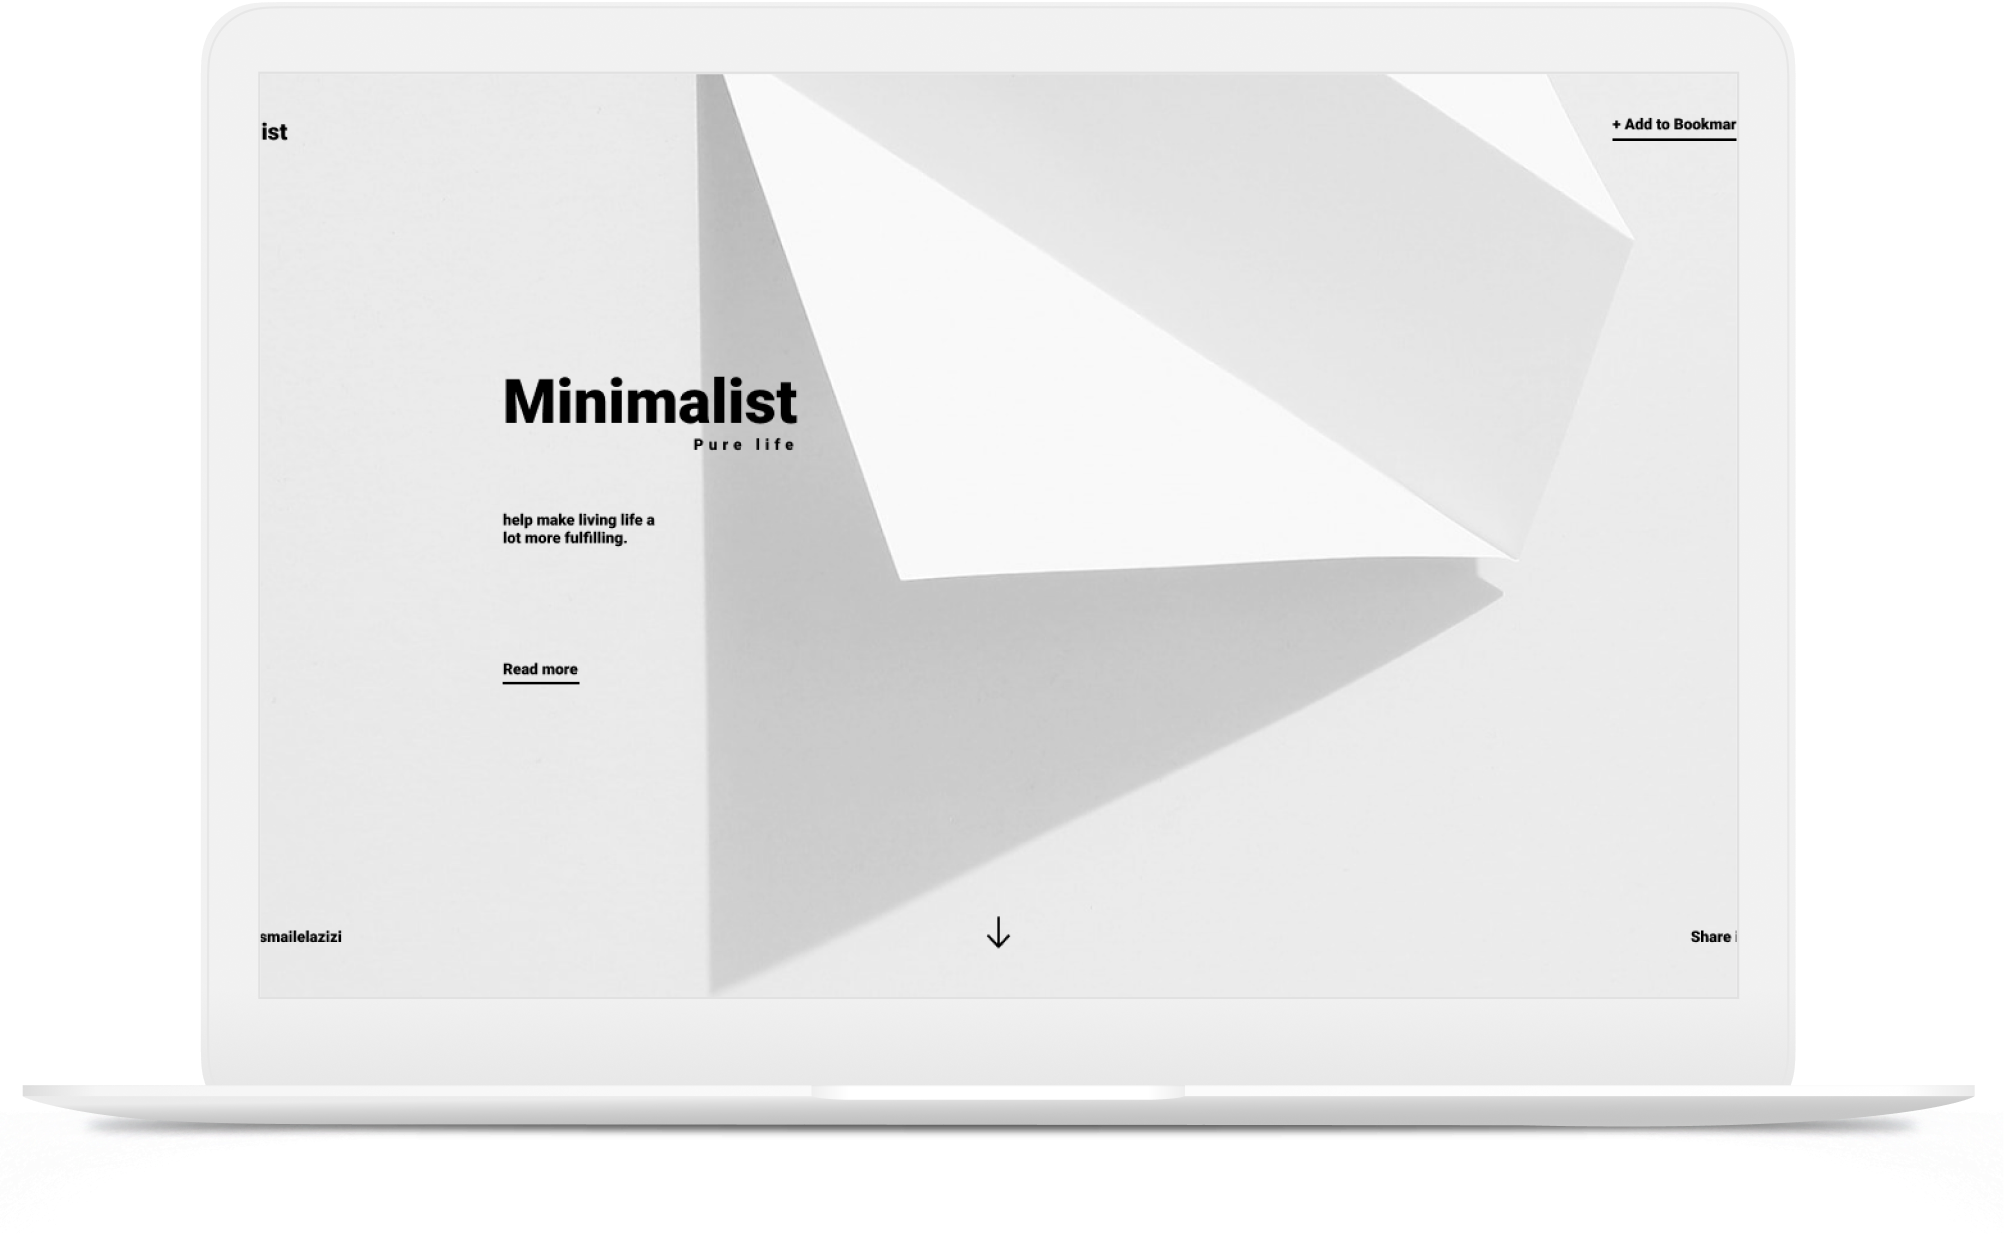 ist
+ Add to Bookmar
Minimalist
Pure life
help make living life a
lot more fulfilling.
Read more
smailelazizi
Share